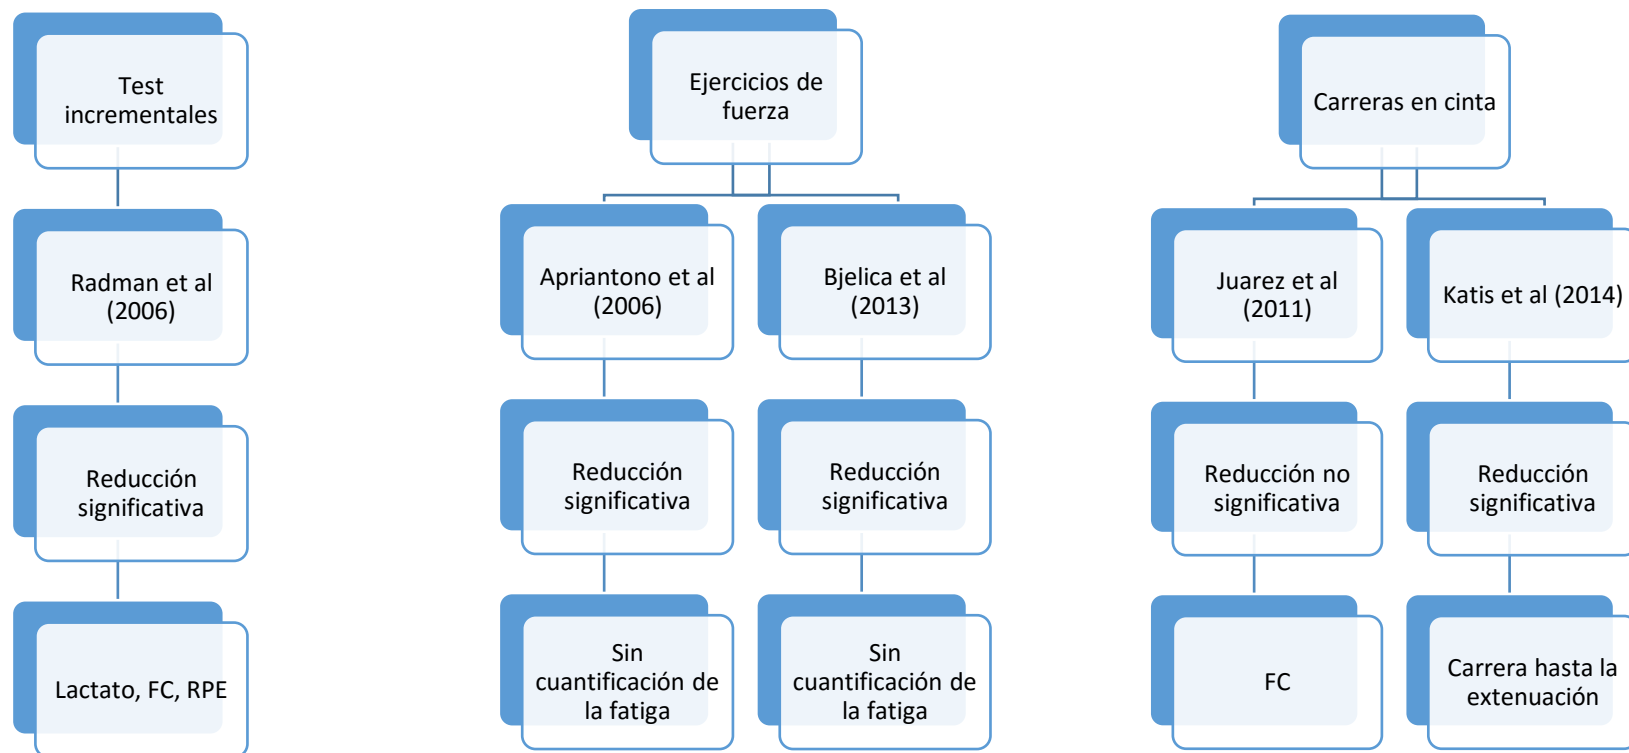 Test
incrementales
Radman et al
(2006)
Reducción
significativa
Lactato, FC, RPE
Ejercicios de
fuerza
Apriantono et al
(2006)
Reducción
significativa
Sin
cuantificación de
la fatiga
Bjelica et al
(2013)
Reducción
significativa
Sin
cuantificación de
la fatiga
Carreras en cinta
Juarez et al
(2011)
Reducción no
significativa
FC
Katis et al (2014)
Reducción
significativa
Carrera hasta la
extenuación